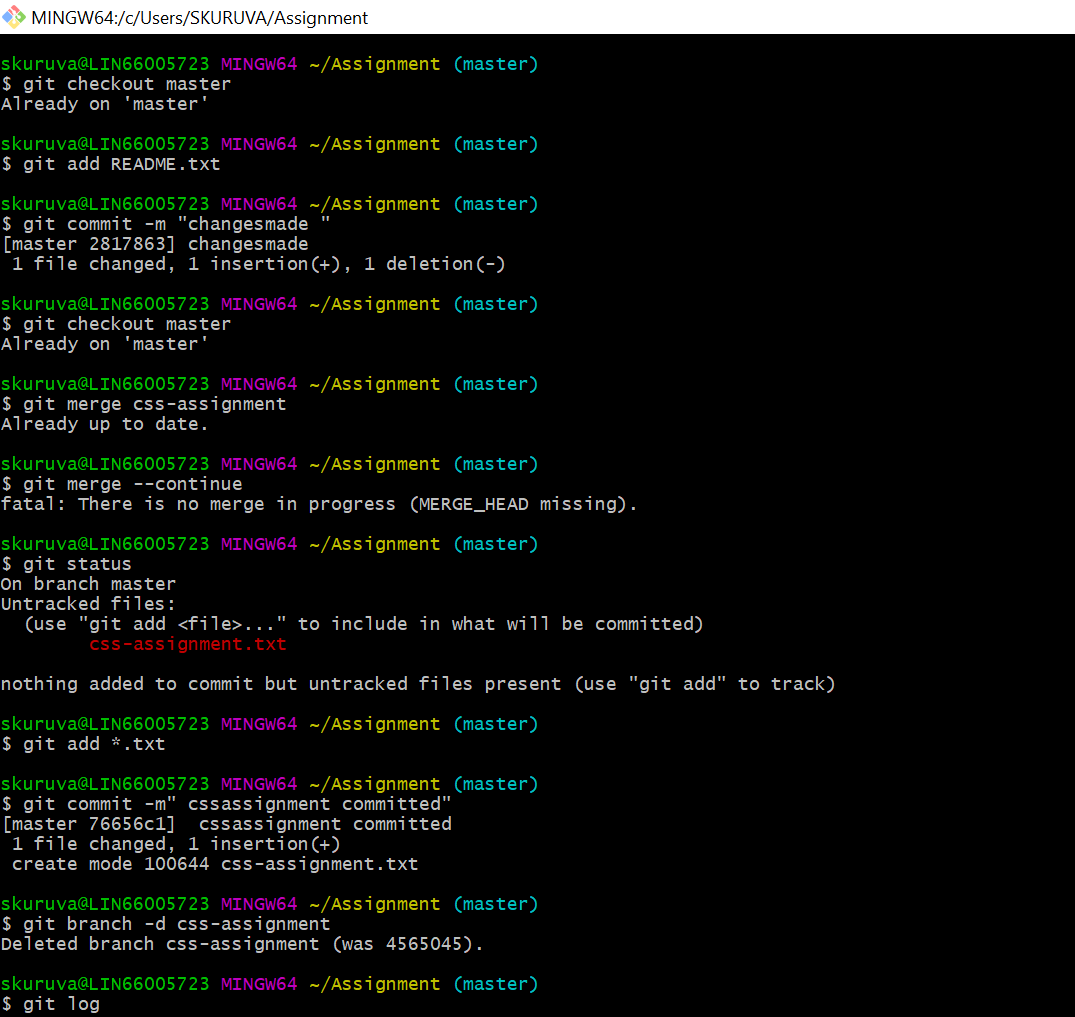 MINGW64:/c/Users/SKURUVA/Assignment
skuruva@LIN66005723 MINGW64 ~/Assignment (master)
$ git checkout master
Already on 'master'
skuruva@LIN66005723 MINGW64 ~/Assignment (master)
$ git add README.txt
skuruva@LIN66005723 MINGW64 ~/Assignment (master)
$ git commit -m "changesmade "
[master 2817863] changesmade
 1 file changed, 1 insertion(+), 1 deletion(-)
skuruva@LIN66005723 MINGW64 ~/Assignment (master)
$ git checkout master
Already on 'master'
skuruva@LIN66005723 MINGW64 ~/Assignment (master)
$ git merge css-assignment
Already up to date.
skuruva@LIN66005723 MINGW64 ~/Assignment (master)
$ git merge --continue
fatal: There is no merge in progress (MERGE_HEAD missing).
skuruva@LIN66005723 MINGW64 ~/Assignment (master)
$ git status
On branch master
Untracked files:
  (use "git add <file>..." to include in what will be committed)
        css-assignment.txt
nothing added to commit but untracked files present (use "git add" to track)
skuruva@LIN66005723 MINGW64 ~/Assignment (master)
$ git add *.txt
skuruva@LIN66005723 MINGW64 ~/Assignment (master)
$ git commit -m" cssassignment committed"
[master 76656c1]  cssassignment committed
 1 file changed, 1 insertion(+)
 create mode 100644 css-assignment.txt
skuruva@LIN66005723 MINGW64 ~/Assignment (master)
$ git branch -d css-assignment
Deleted branch css-assignment (was 4565045).
skuruva@LIN66005723 MINGW64 ~/Assignment (master)
$ git log